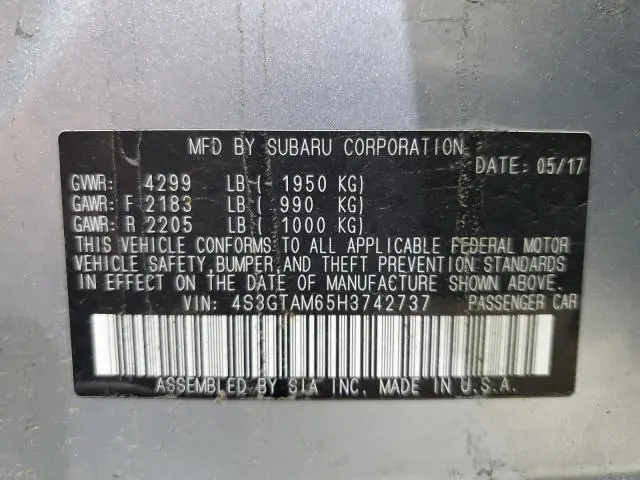 MFD BY SUBARU CORPORATION
DATE: 05/17
GVWR: 4299 LB ( 1950 KG)
GAWR: F 2183 LB ( 990 KG)
GAWR: R 2205 LB ( 1000 KG)
THIS VEHICLE CONFORMS TO ALL APPLICABLE FEDERAL MOTOR
VEHICLE SAFETY, BUMPER, AND THEFT PREVENTION STANDARDS
IN EFFECT ON THE DATE OF MANUFACTURE SHOWN ABOVE.
VIN: 4S3GTAM65H3742737 PASSENGER CAR
ASSEMBLED BY SIA INC. MADE IN U.S.A.